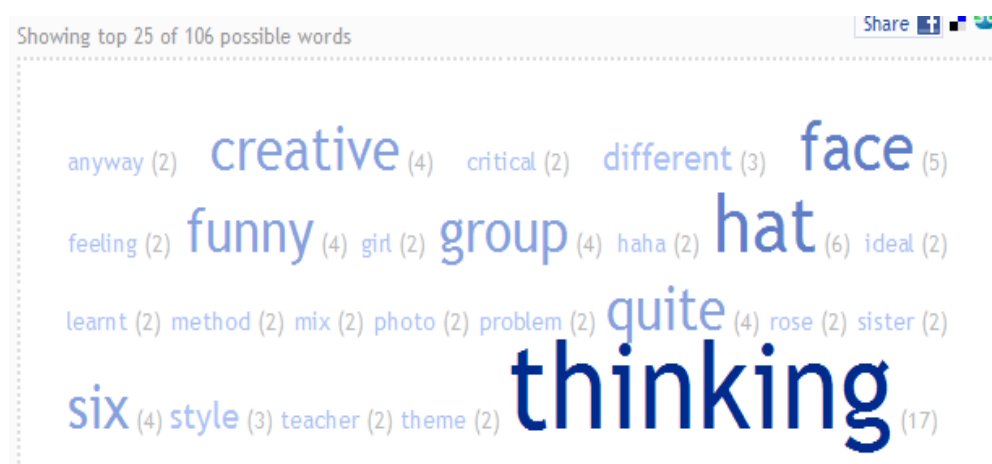 Showing top 25 of 106 possible words
Share
anyway (2) creative (4) critical (2) different (3) face (5)
feeling (2) funny (4) girl (2) group (4) haha (2) hat (6) ideal (2)
learnt (2) method (2) mix (2) photo (2) problem (2) quite (4) rose (2) sister (2)
six (4) style (3) teacher (2) theme (2) thinking (17)